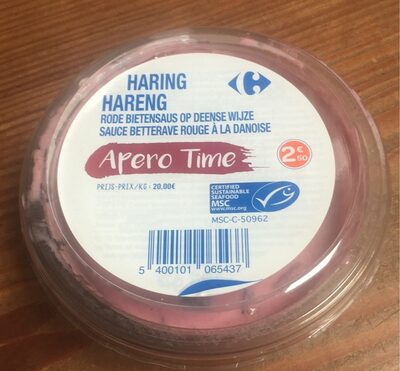 HARING
HARENG
RODE BIETENSAUS OP DEENSE WIJZE
SAUCE BETTERAVE ROUGE À LA DANOISE
Apero Time
2€50
PRIJS-PRIX/KG: 20.00€
CERTIFIED
SUSTAINABLE
SEAFOOD
MSC
www.msc.org
MSC-C-50962
5 400101 065437